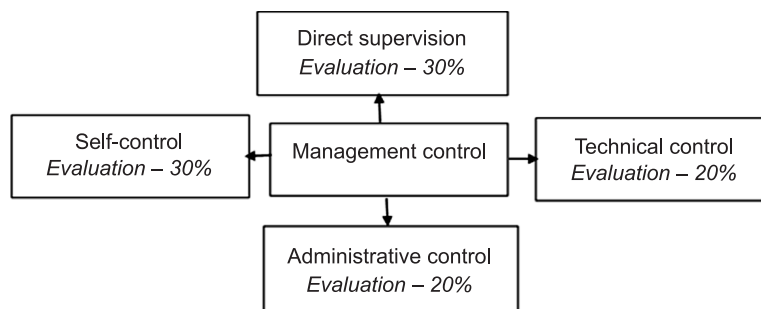 Direct supervision
Evaluation – 30%
Self-control
Evaluation – 30%
Management control
Technical control
Evaluation – 20%
Administrative control
Evaluation – 20%